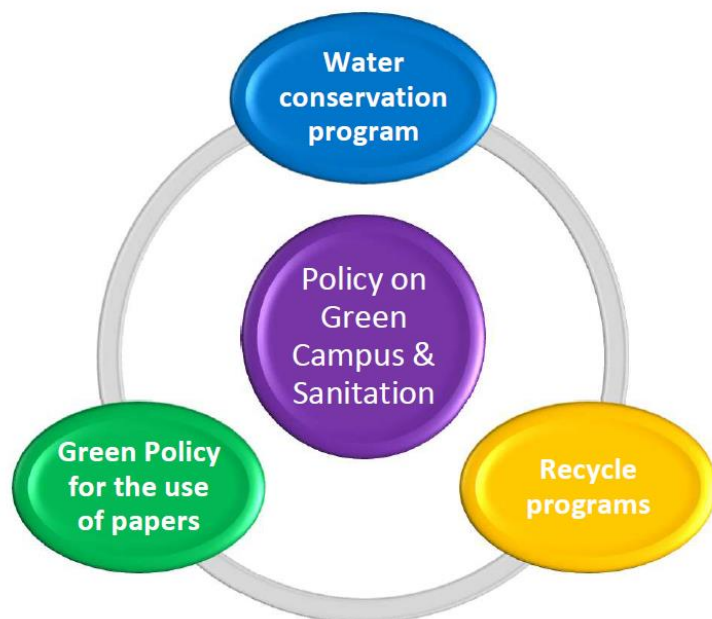 Water
conservation
program
Policy on
Green
Campus &
Sanitation
Green Policy
for the use
of papers
Recycle
programs